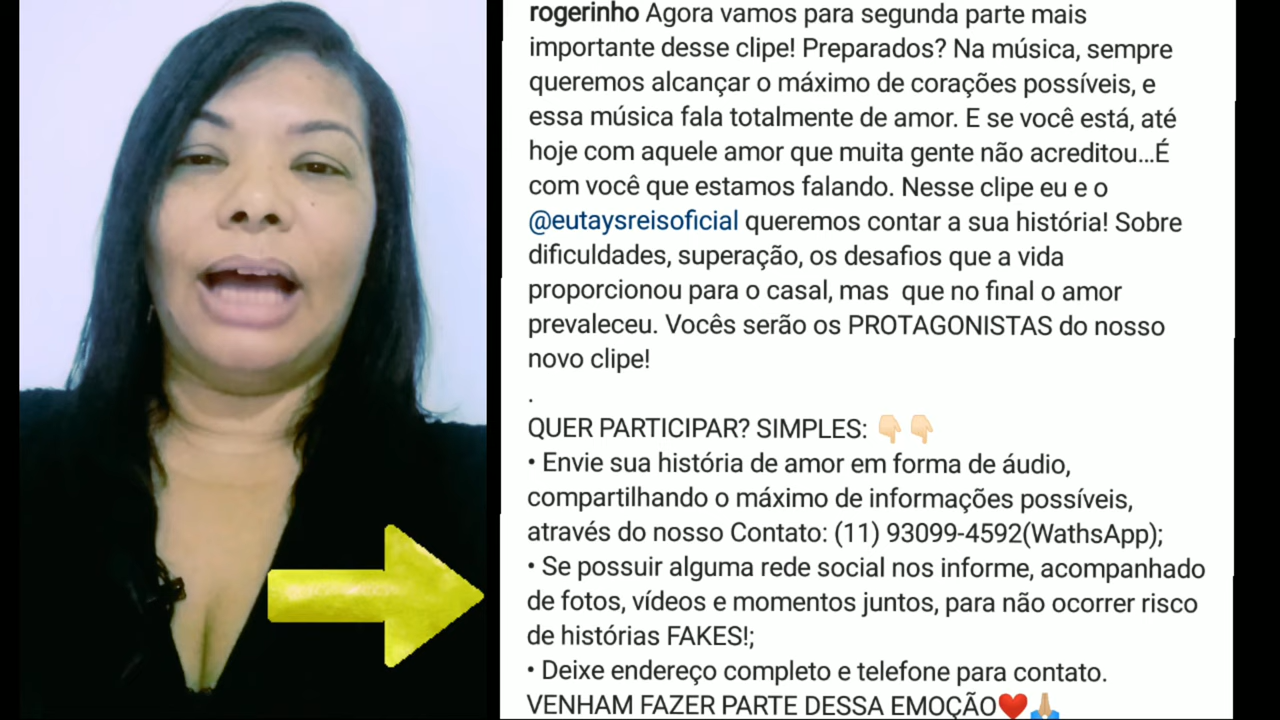 rogerinho Agora vamos para segunda parte mais
importante desse clipe! Preparados? Na música, sempre
queremos alcançar o máximo de corações possíveis, e
essa música fala totalmente de amor. E se você está, até
hoje com aquele amor que muita gente não acreditou...É
com você que estamos falando. Nesse clipe eu e o
@eutaysreisoficial queremos contar a sua história! Sobre
dificuldades, superação, os desafios que a vida
proporcionou para o casal, mas que no final o amor
prevaleceu. Vocês serão os PROTAGONISTAS do nosso
novo clipe!
.
QUER PARTICIPAR? SIMPLES: 👇🏻👇🏻
• Envie sua história de amor em forma de áudio,
compartilhando o máximo de informações possíveis,
através do nosso Contato: (11) 93099-4592(WathsApp);
• Se possuir alguma rede social nos informe, acompanhado
de fotos, vídeos e momentos juntos, para não ocorrer risco
de histórias FAKES!;
• Deixe endereço completo e telefone para contato.
VENHAM FAZER PARTE DESSA EMOÇÃO❤️🙏🏽